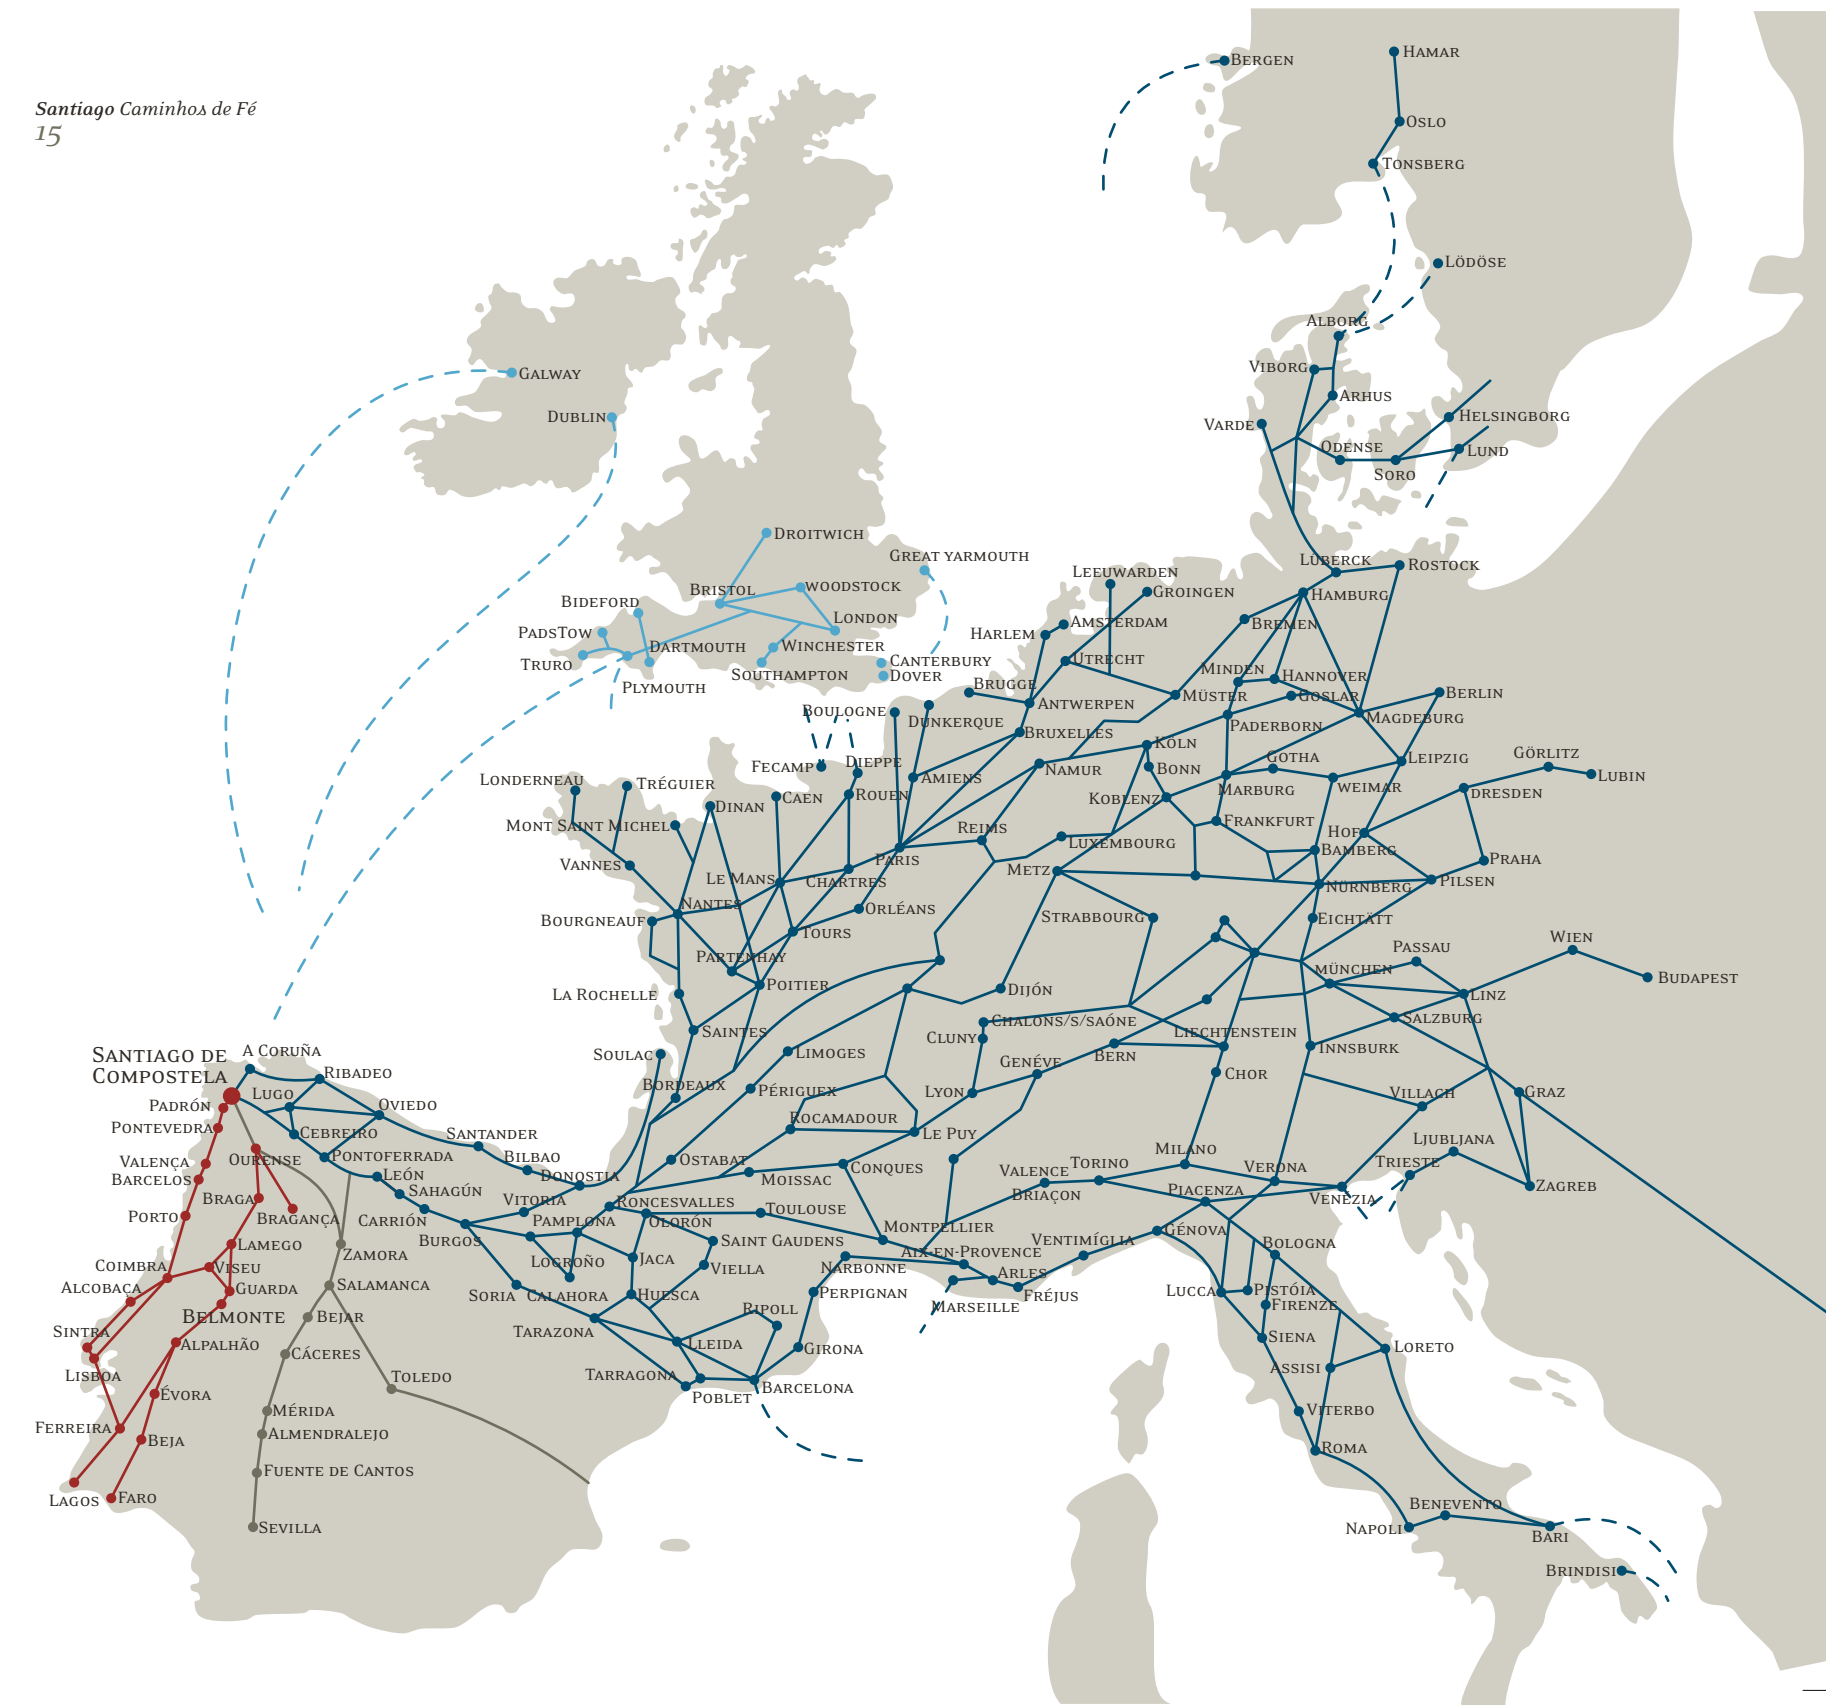 Santiago Caminhos de Fé
15
Bergen
Hamar
Oslo
Tonsberg
Lödöse
Alborg
Viborg
Arhus
Varde
Helsingborg
Odense
Lund
Soro
Galway
Dublin
Droitwich
Great Yarmouth
Bristol
Woodstock
Bideford
London
PadsTow
Dartmouth
Winchester
Truro
Southampton
Canterbury
Dover
Plymouth
Lüberck
Rostock
Leeuwarden
Groingen
Hamburg
Amsterdam
Bremen
Harlem
Utrecht
Minden
Hannover
Brugge
Müster
Goslar
Berlin
Antwerpen
Boulogne
Dunkerque
Paderborn
Magdeburg
Bruxelles
Köln
Gotha
Leipzig
Görlitz
Fecamp
Dieppe
Amiens
Namur
Bonn
Lubin
Londerneau
Tréguier
Marburg
Weimar
Dresden
Dinan
Caen
Rouen
Koblenz
Mont Saint Michel
Reims
Luxembourg
Frankfurt
Hof
Bamberg
Vannes
Paris
Praha
Le Mans
Chartres
Metz
Nürnberg
Pilsen
Nantes
Orléans
Strabbourg
Eichtätt
Bourgneauf
Tours
Passau
Wien
Partenhay
München
Budapest
Poitier
La Rochelle
Dijón
Linz
Saintes
Chalons/s/saóne
Salzburg
Cluny
Liechtenstein
Santiago de
Compostela
A Coruña
Soulac
Limoges
Genéve
Bern
Innsburk
Ribadeo
Bordeaux
Périguex
Lyon
Chor
Villach
Graz
Lugo
Padrón
Oviedo
Pontevedra
Cebreiro
Santander
Rocamadour
Le Puy
Ljubljana
Ourense
Pontoferrada
Bilbao
Ostabat
Conques
Valence
Torino
Milano
Verona
Trieste
Valença
León
Donostia
Moissac
Barcelos
Sahagún
Vitoria
Roncesvalles
Briaçon
Piacenza
Venezia
Zagreb
Braga
Porto
Bragança
Carrión
Pamplona
Olorón
Toulouse
Montpellier
Génova
Lamego
Zamora
Burgos
Saint Gaudens
Ventimíglia
Bologna
Coimbra
Viseu
Logroño
Jaca
Viella
Aix-en-Provence
Narbonne
Arles
Alcobaça
Guarda
Salamanca
Soria
Calahora
Huesca
Perpignan
Fréjus
Lucca
Pistóia
Belmonte
Bejar
Ripoll
Marseille
Firenze
Sintra
Tarazona
Alpalhão
Cáceres
Lleida
Girona
Siena
Loreto
Lisboa
Toledo
Tarragona
Assisi
Évora
Poblet
Barcelona
Mérida
Viterbo
Ferreira
Beja
Almendralejo
Roma
Fuente de Cantos
Lagos
Faro
Sevilla
Benevento
Napoli
Bari
Brindisi